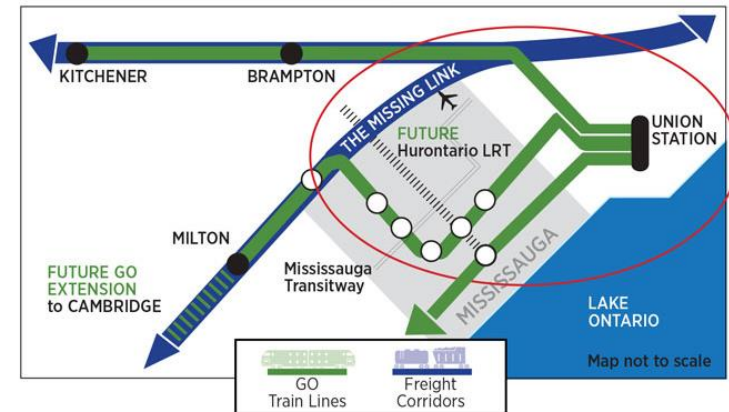 KITCHENER
BRAMPTON
THE MISSING LINK
UNION
STATION
FUTURE
Hurontario LRT
MILTON
FUTURE GO
EXTENSION
to CAMBRIDGE
Mississauga
Transitway
MISSISSAUGA
LAKE
ONTARIO
Map not to scale
GO
Train Lines
Freight
Corridors